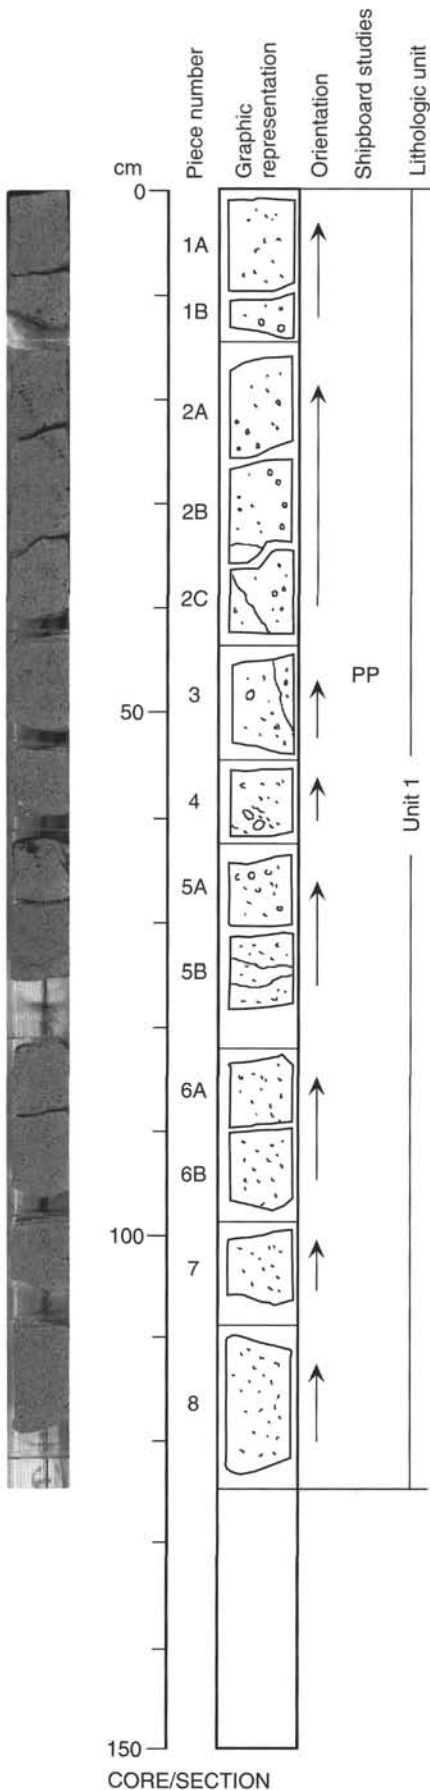 cm
Piece number
Graphic
representation
Orientation
Shipboard studies
Lithologic unit
0
1A
1B
2A
2B
2C
3
PP
50
Unit 1
4
5A
5B
6A
6B
100
7
8
150
CORE/SECTION